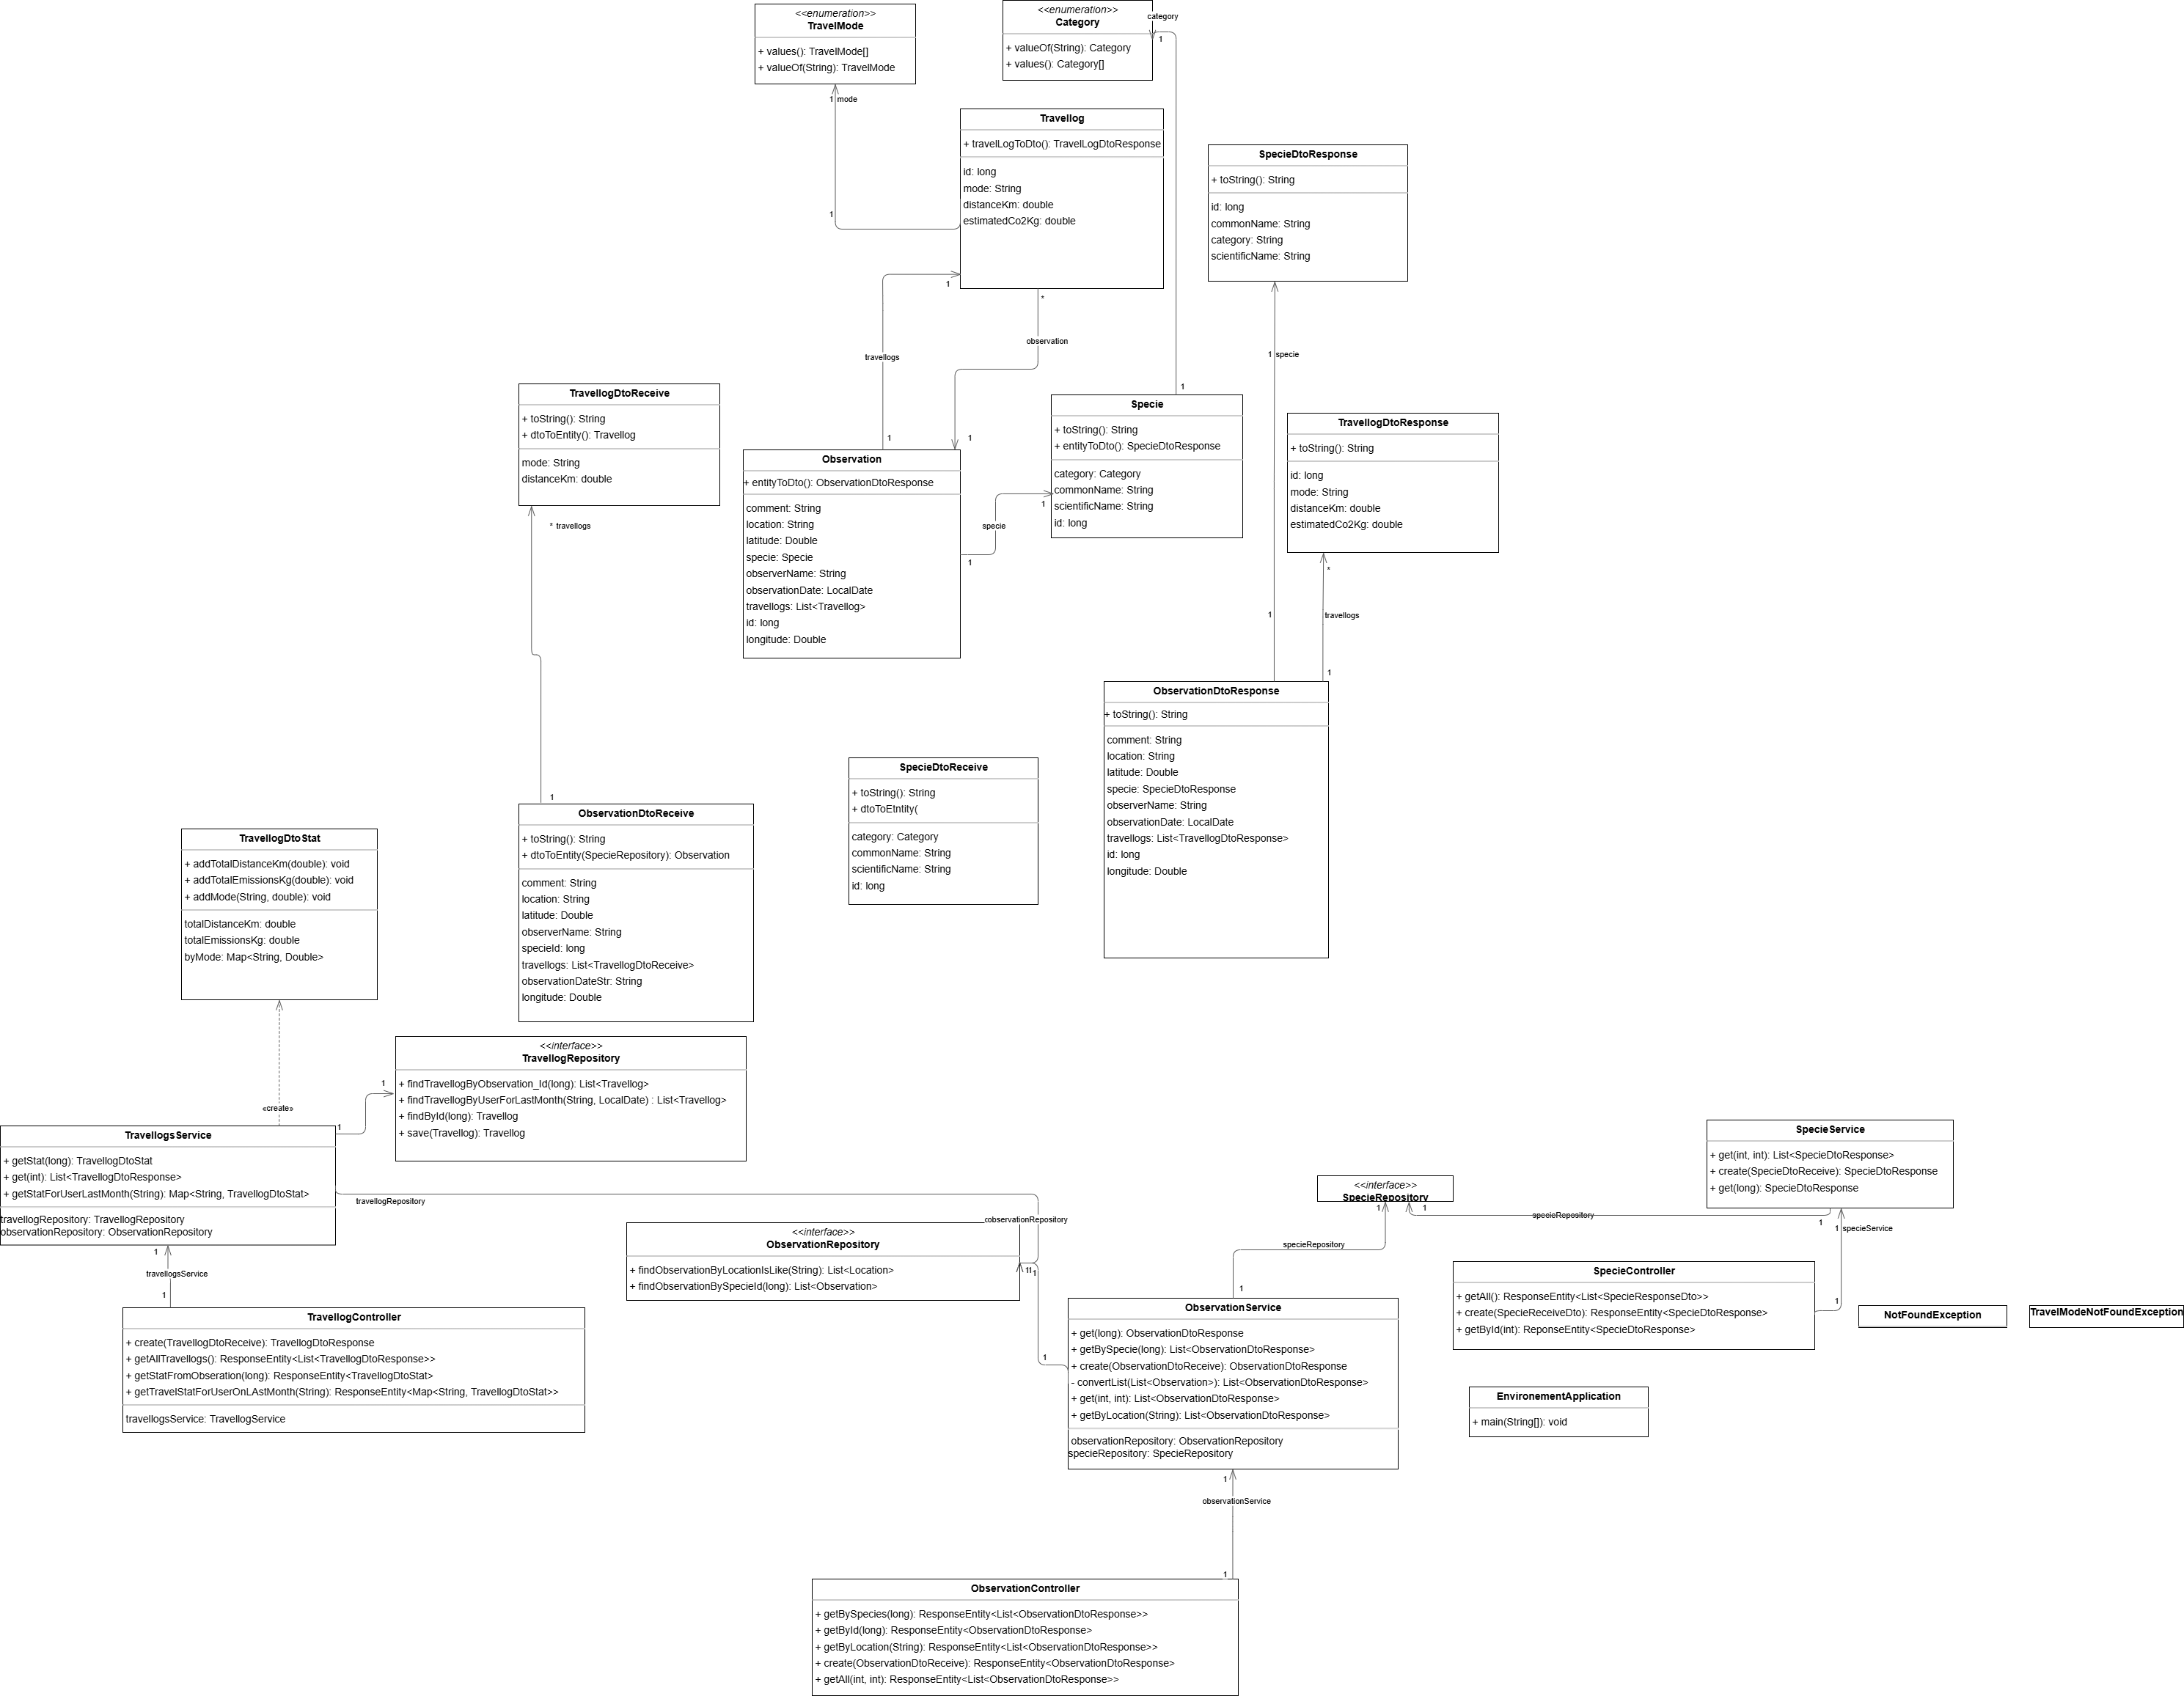 <<enumeration>>
TravelMode
+ values(): TravelMode[]
+ valueOf(String): TravelMode
<<enumeration>>
Category
+ valueOf(String): Category
+ values(): Category[]
category
1
1 mode
1
Travellog
+ travelLogToDto(): TravelLogDtoResponse
id: long
mode: String
distanceKm: double
estimatedCo2Kg: double
SpecieDtoResponse
+ toString(): String
id: long
commonName: String
category: String
scientificName: String
1
*
observation
travellogs
1 specie
1
TravellogDtoReceive
+ toString(): String
+ dtoToEntity(): Travellog
mode: String
distanceKm: double
* travellogs
1
1
Observation
+ entityToDto(): ObservationDtoResponse
comment: String
location: String
latitude: Double
specie: Specie
observerName: String
observationDate: LocalDate
travellogs: List<Travellog>
id: long
longitude: Double
specie
1
1
Specie
+ toString(): String
+ entityToDto(): SpecieDtoResponse
category: Category
commonName: String
scientificName: String
id: long
TravellogDtoResponse
+ toString(): String
id: long
mode: String
distanceKm: double
estimatedCo2Kg: double
*
travellogs
1
1
ObservationDtoResponse
+ toString(): String
comment: String
location: String
latitude: Double
specie: SpecieDtoResponse
observerName: String
observationDate: LocalDate
travellogs: List<TravellogDtoResponse>
id: long
longitude: Double
SpecieDtoReceive
+ toString(): String
+ dtoToEtntity(
category: Category
commonName: String
scientificName: String
id: long
1
ObservationDtoReceive
+ toString(): String
+ dtoToEntity(SpecieRepository): Observation
comment: String
location: String
latitude: Double
observerName: String
specieId: long
travellogs: List<TravellogDtoReceive>
observationDateStr: String
longitude: Double
TravellogDtoStat
+ addTotalDistanceKm(double): void
+ addTotalEmissionsKg(double): void
+ addMode(String, double): void
totalDistanceKm: double
totalEmissionsKg: double
byMode: Map<String, Double>
«create»
<<interface>>
TravellogRepository
+ findTravellogByObservation_Id(long): List<Travellog>
+ findTravellogByUserForLastMonth(String, LocalDate) : List<Travellog>
+ findById(long): Travellog
+ save(Travellog): Travellog
1
1
TravellogsService
+ getStat(long): TravellogDtoStat
+ get(int): List<TravellogDtoResponse>
+ getStatForUserLastMonth(String): Map<String, TravellogDtoStat>
travellogRepository: TravellogRepository
observationRepository: ObservationRepository
travellogRepository
1
travellogsService
1
TravellogController
+ create(TravellogDtoReceive): TravellogDtoResponse
+ getAllTravellogs(): ResponseEntity<List<TravellogDtoResponse>>
+ getStatFromObseration(long): ResponseEntity<TravellogDtoStat>
+ getTravelStatForUserOnLAstMonth(String): ResponseEntity<Map<String, TravellogDtoStat>>
travellogsService: TravellogService
<<interface>>
ObservationRepository
+ findObservationByLocationIsLike(String): List<Location>
+ findObservationBySpecieId(long): List<Observation>
observationRepository
11
1
1
<<interface>>
SpecieRepository
1
1
specieRepository
specieRepository
1
SpecieService
+ get(int, int): List<SpecieDtoResponse>
+ create(SpecieDtoReceive): SpecieDtoResponse
+ get(long): SpecieDtoResponse
1
1 specieService
SpecieController
+ getAll(): ResponseEntity<List<SpecieResponseDto>>
+ create(SpecieReceiveDto): ResponseEntity<SpecieDtoResponse>
+ getById(int): ReponseEntity<SpecieDtoResponse>
1
NotFoundException
TravelModeNotFoundException
ObservationService
+ get(long): ObservationDtoResponse
+ getBySpecie(long): List<ObservationDtoResponse>
+ create(ObservationDtoReceive): ObservationDtoResponse
- convertList(List<Observation>): List<ObservationDtoResponse>
+ get(int, int): List<ObservationDtoResponse>
+ getByLocation(String): List<ObservationDtoResponse>
observationRepository: ObservationRepository
specieRepository: SpecieRepository
EnvironementApplication
+ main(String[]): void
1
observationService
1
ObservationController
+ getBySpecies(long): ResponseEntity<List<ObservationDtoResponse>>
+ getById(long): ResponseEntity<ObservationDtoResponse>
+ getByLocation(String): ResponseEntity<List<ObservationDtoResponse>>
+ create(ObservationDtoReceive): ResponseEntity<ObservationDtoResponse>
+ getAll(int, int): ResponseEntity<List<ObservationDtoResponse>>